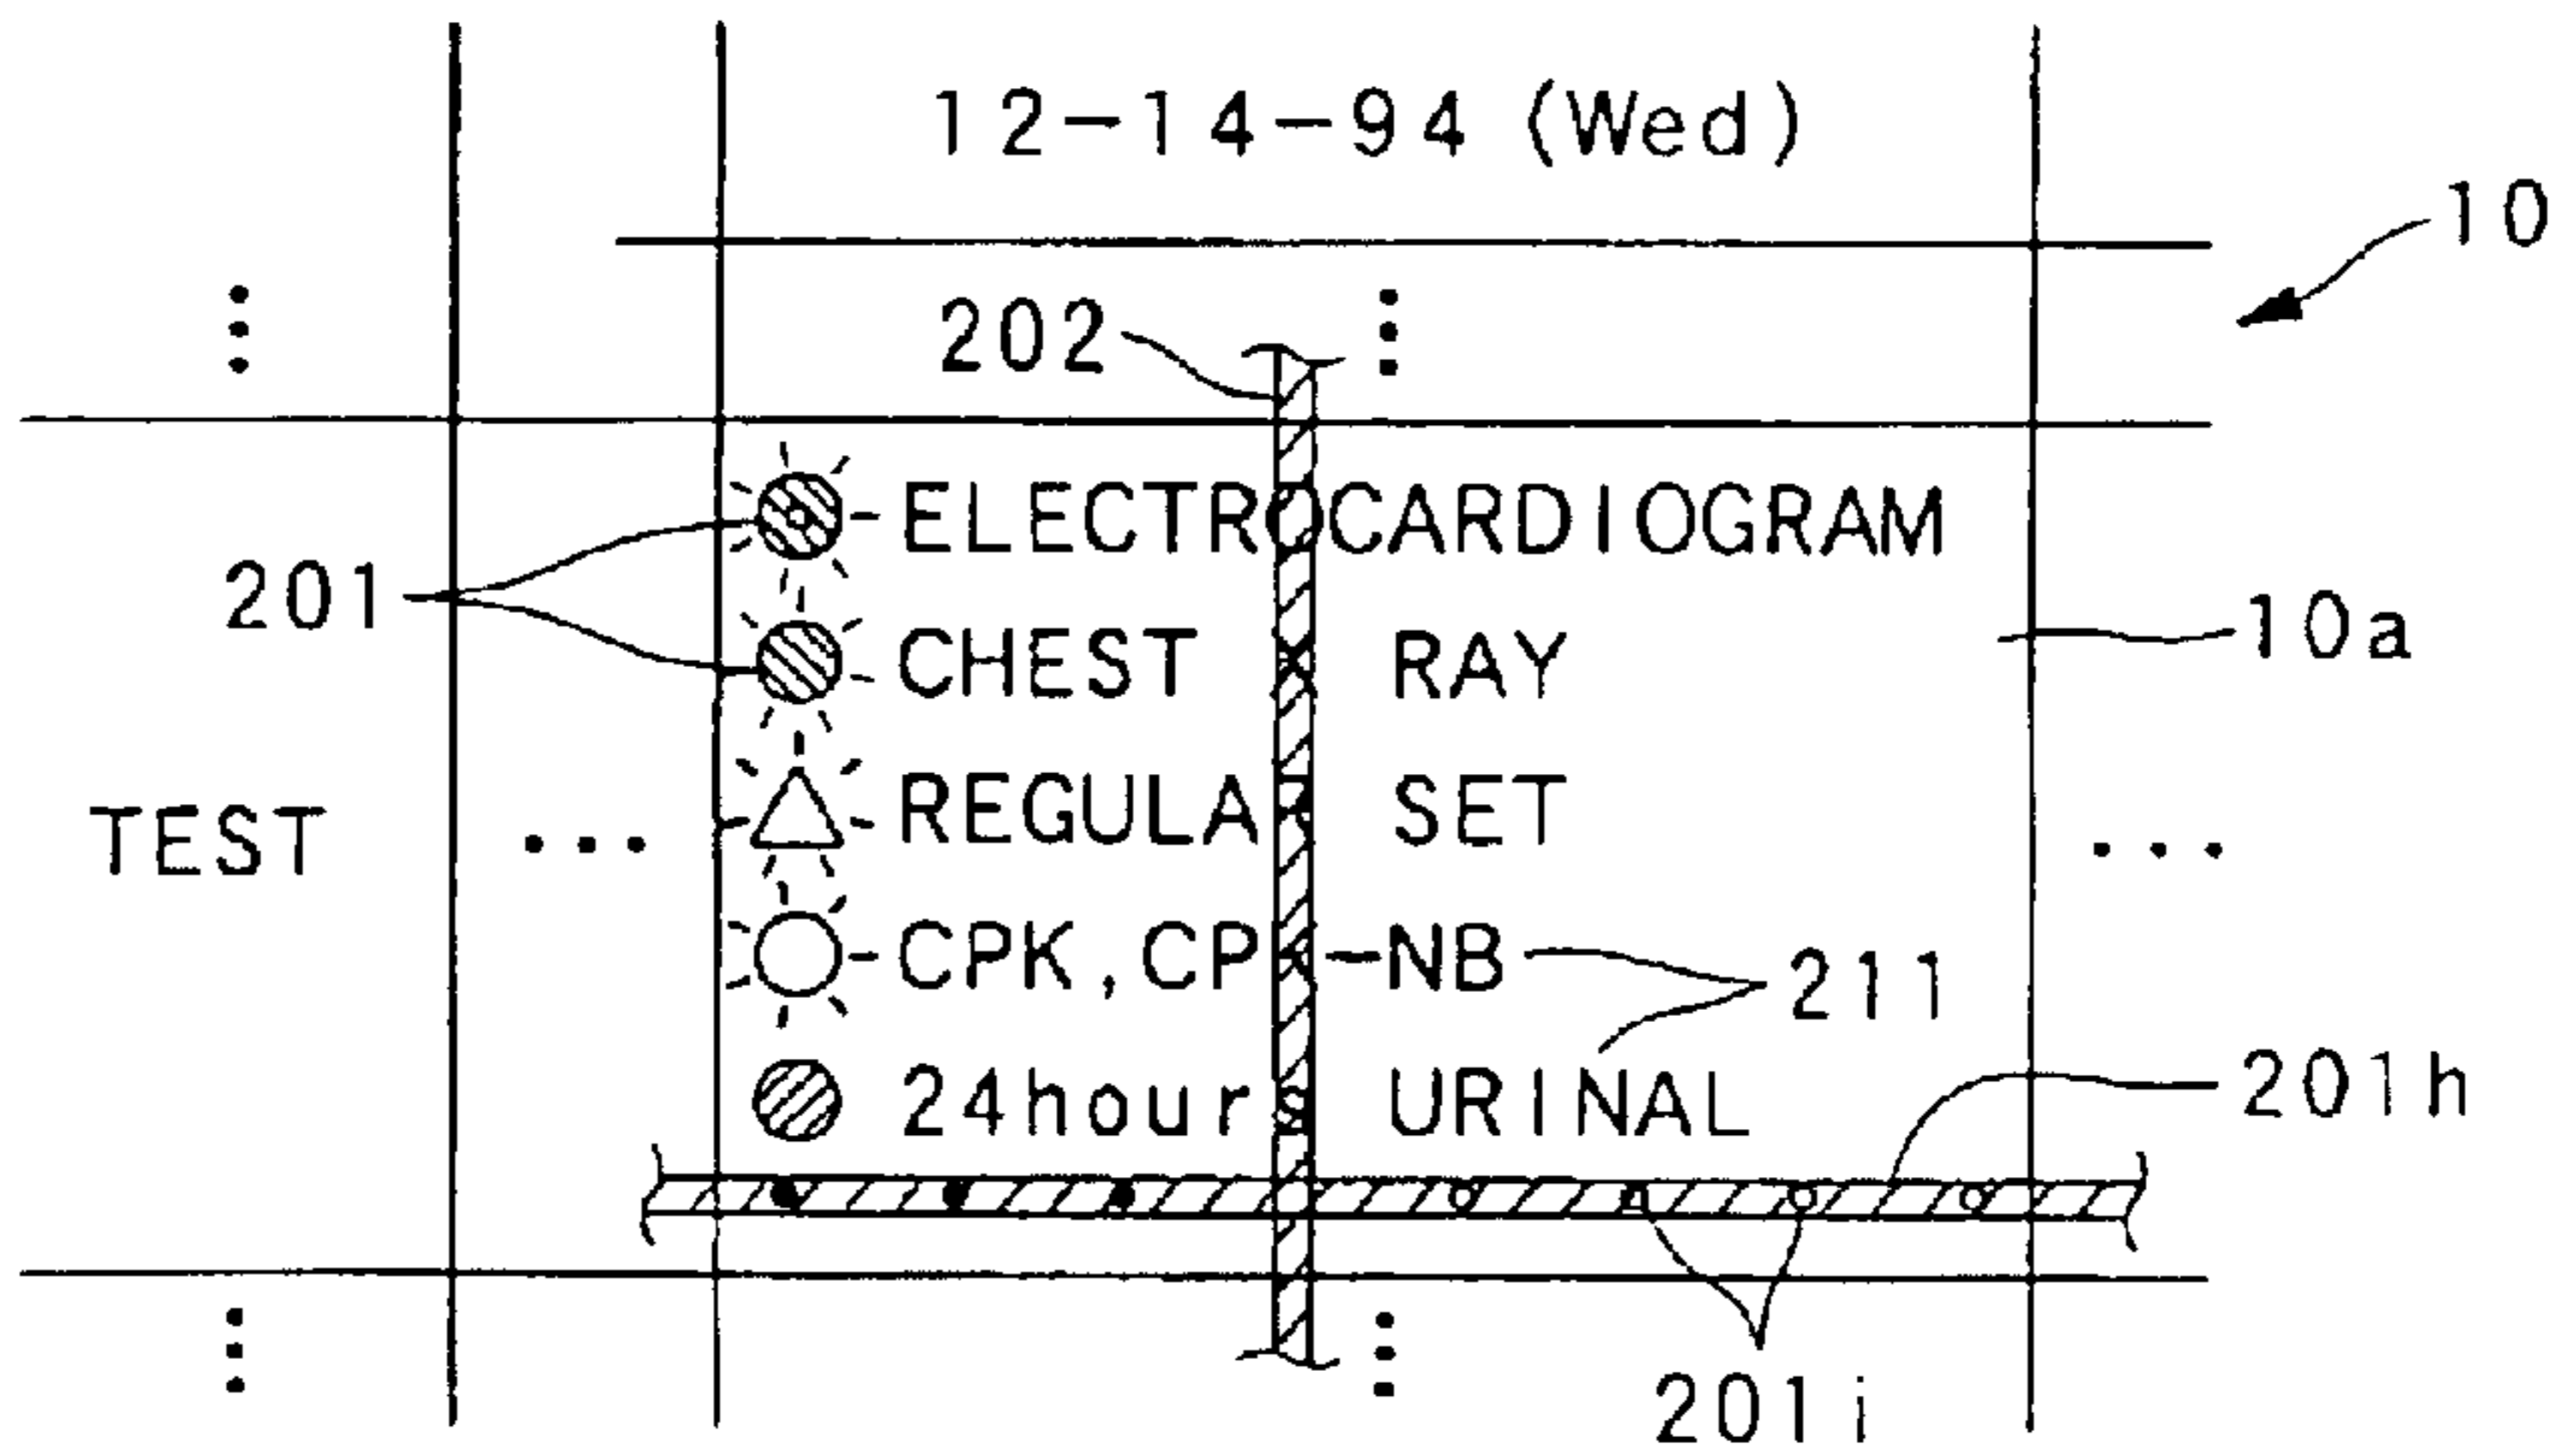 12-14-94 (Wed)
10
202
ELECTROCARDIOGRAM
201
CHEST X RAY
10a
REGULAR SET
TEST
CPK,CPK-NB
211
24hour URINAL
201h
201i